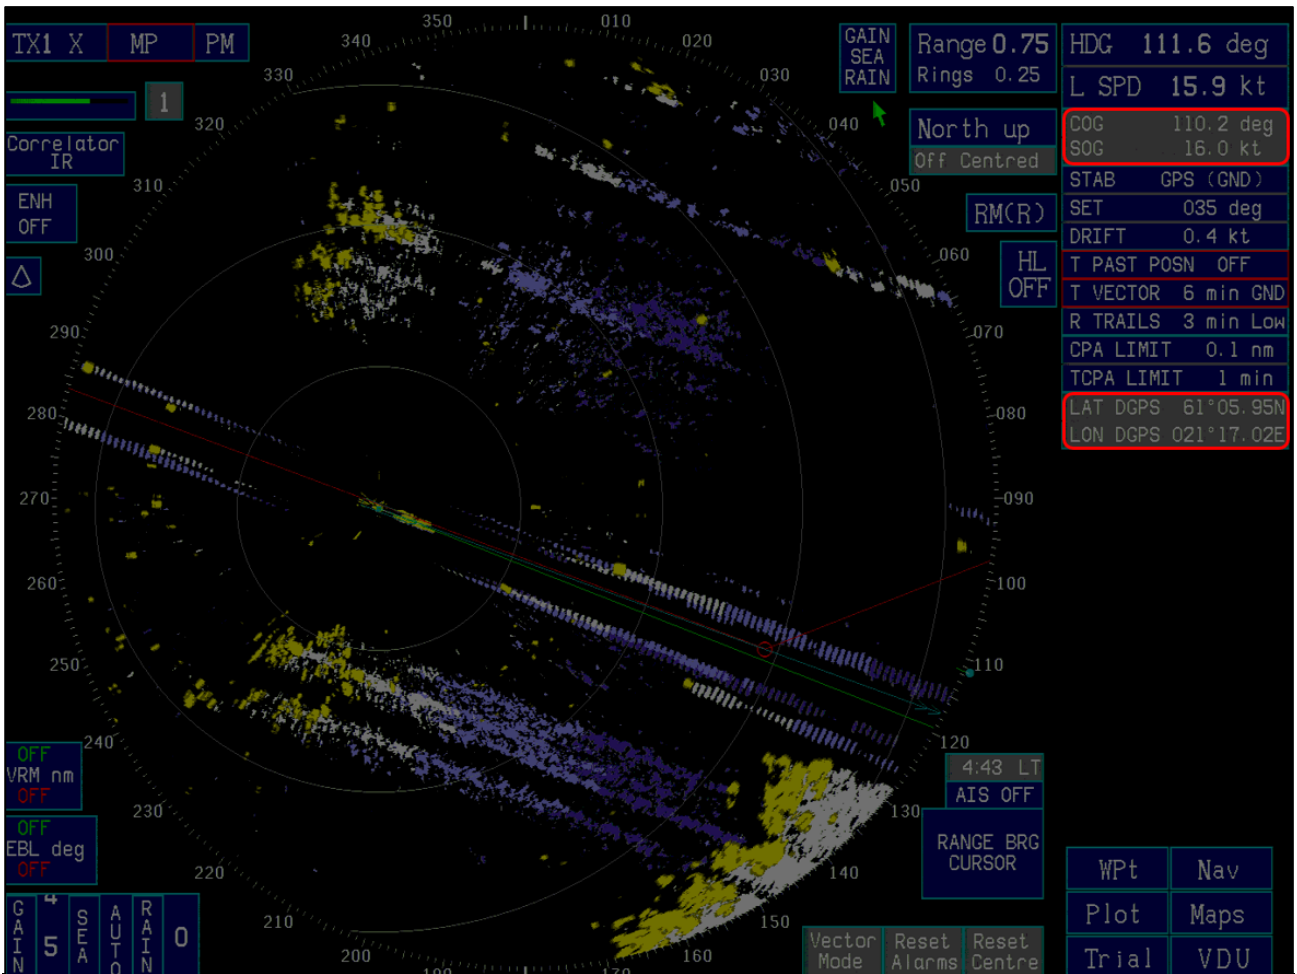 TX1 X
MP
PM
1
Correlator
IR
ENH
OFF
350
010
340
020
330
030
320
040
310
050
300
060
290
070
280
080
270
090
260
100
250
110
240
120
230
130
220
140
210
150
200
190
160
GAIN
SEA
RAIN
Range 0.75
Rings 0.25
North up
Off Centred
RM(R)
HL
OFF
HDG 111.6 deg
L SPD 15.9 kt
COG 110.2 deg
SOG 16.0 kt
STAB GPS (GND)
SET 035 deg
DRIFT 0.4 kt
T PAST POSN OFF
T VECTOR 6 min GND
R TRAILS 3 min Low
CPA LIMIT 0.1 nm
TCPA LIMIT 1 min
LAT DGPS 61°05.95N
LON DGPS 021°17.02E
OFF
VRM nm
OFF
OFF
EBL deg
OFF
GAIN
4
5
SEA
AUTO
RAIN
0
4:43 LT
AIS OFF
RANGE BRG
CURSOR
Vector
Mode
Reset
Alarms
Reset
Centre
WPt
Nav
Plot
Maps
Trial
VDU